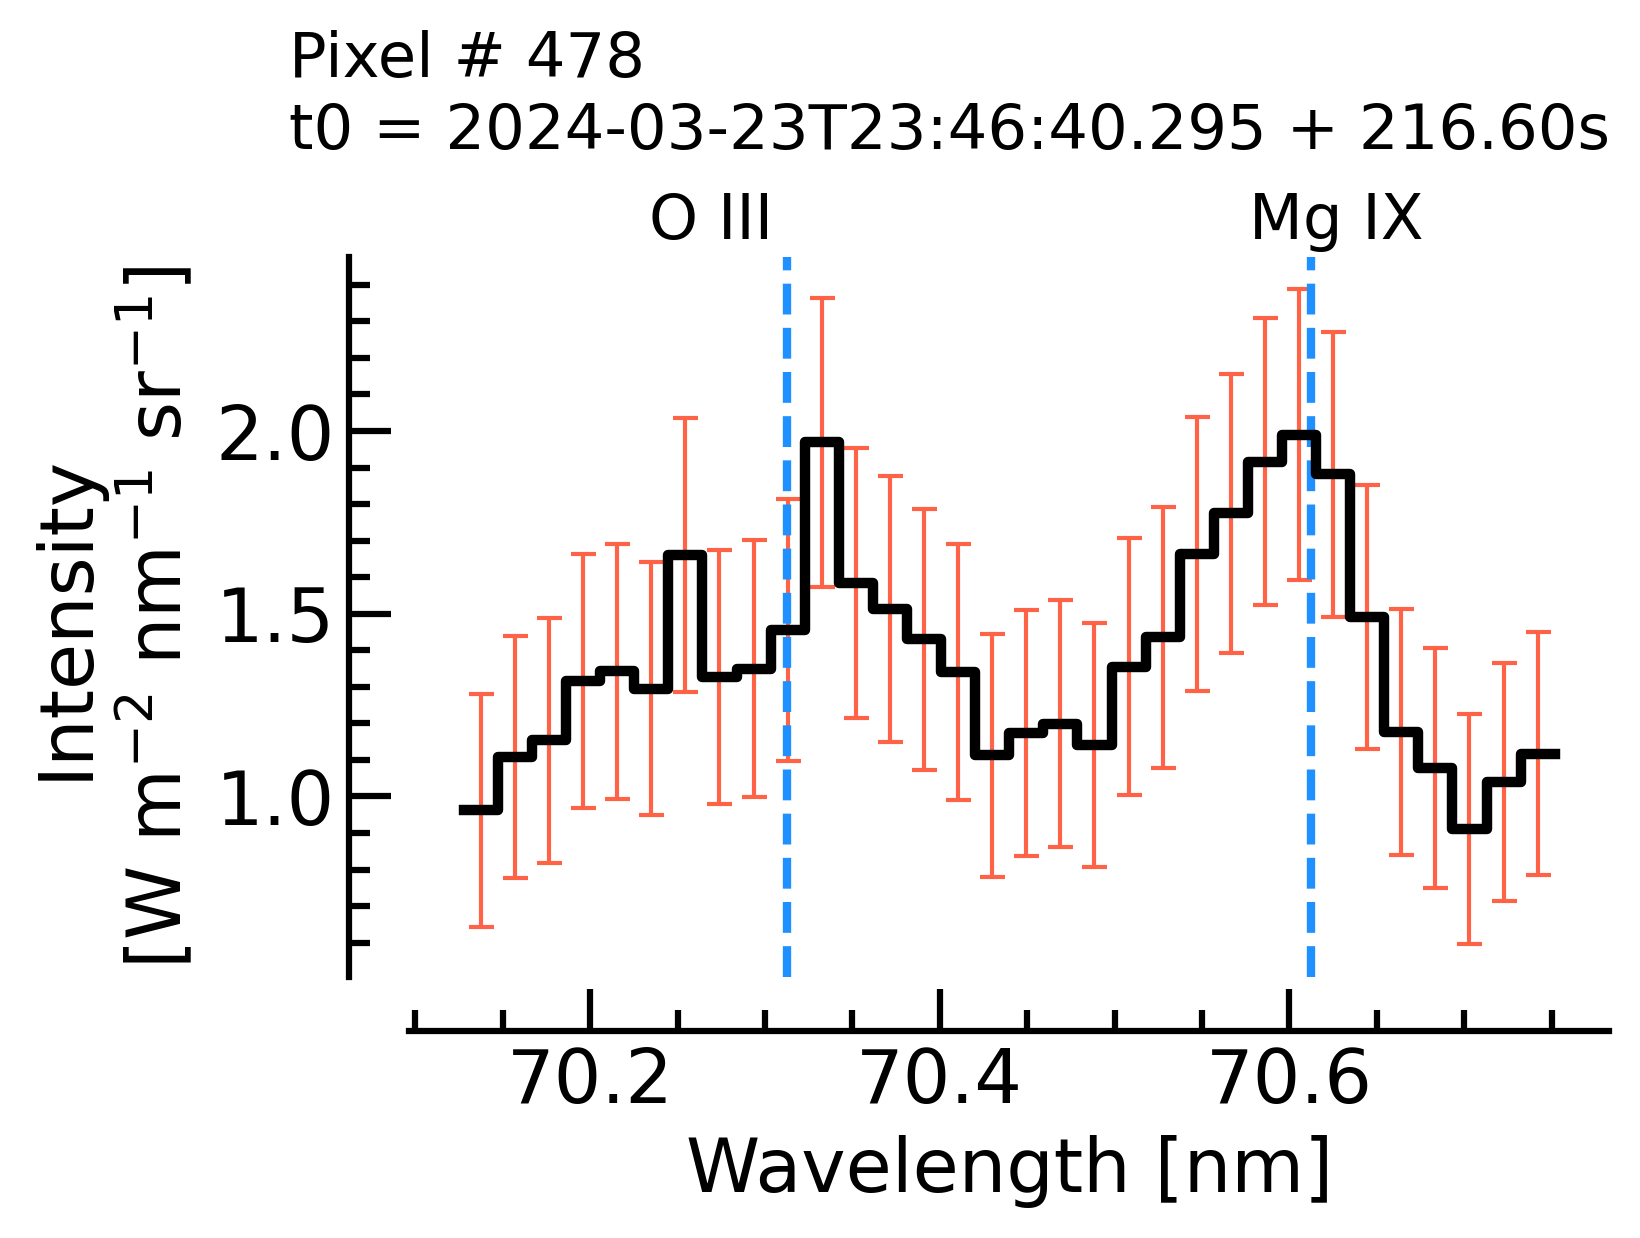 Pixel # 478
t0 = 2024-03-23T23:46:40.295 + 216.60s
O III Mg IX
Intensity
[W m⁻² nm⁻¹ sr⁻¹]
2.0
1.5
1.0
70.2 70.4 70.6
Wavelength [nm]